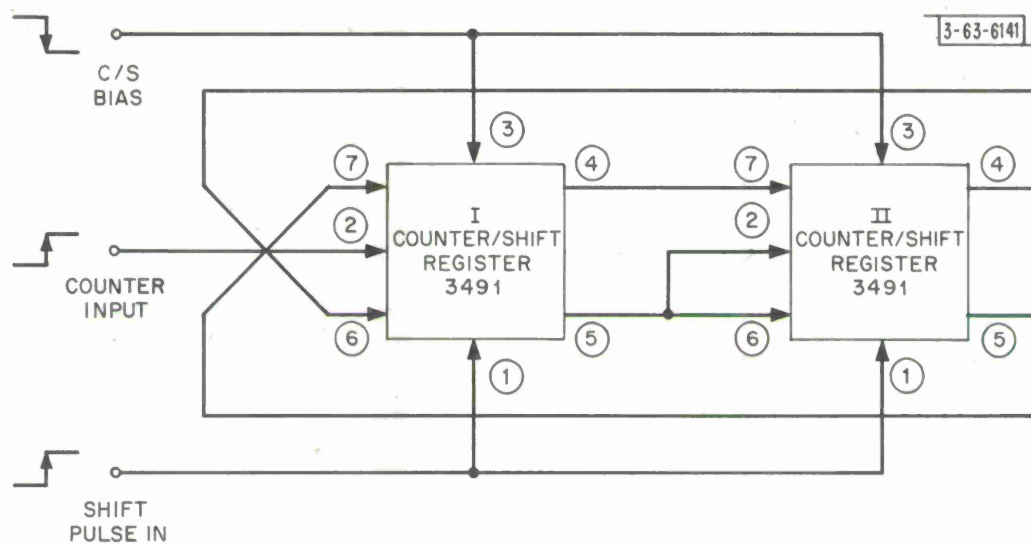 3-63-6141
C/S
BIAS
3
3
7
4
7
4
I
COUNTER/SHIFT
REGISTER
3491
2
2
II
COUNTER/SHIFT
REGISTER
3491
COUNTER
INPUT
6
5
6
5
1
1
SHIFT
PULSE IN